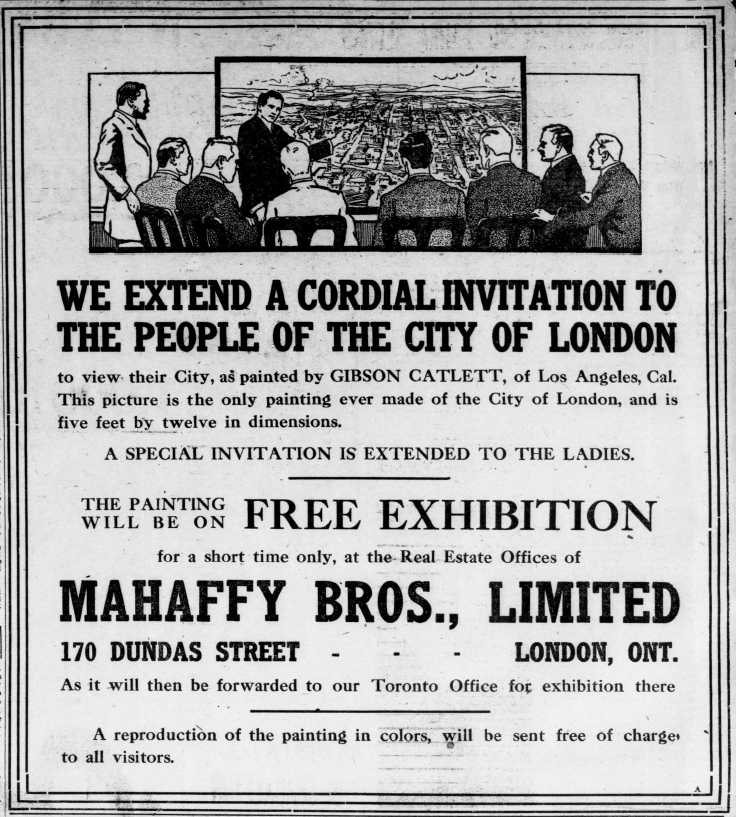 WE EXTEND A CORDIAL INVITATION TO
THE PEOPLE OF THE CITY OF LONDON
to view their City, as painted by GIBSON CATLETT, of Los Angeles, Cal.
This picture is the only painting ever made of the City of London, and is
five feet by twelve in dimensions.
A SPECIAL INVITATION IS EXTENDED TO THE LADIES.
THE PAINTING
WILL BE ON
FREE EXHIBITION
for a short time only, at the Real Estate Offices of
MAHAFFY BROS., LIMITED
170 DUNDAS STREET - - - LONDON, ONT.
As it will then be forwarded to our Toronto Office for exhibition there
A reproduction of the painting in colors, will be sent free of charge,
to all visitors.
A